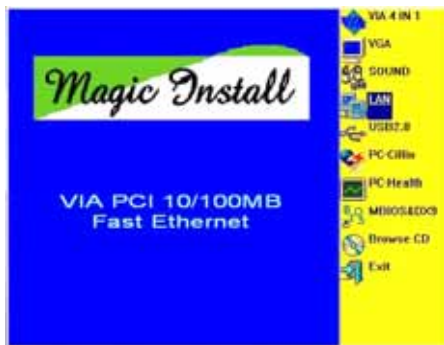 Magic Install
VIA PCI 10/100MB
Fast Ethernet
VIA 4 IN 1
VGA
SOUND
LAN
USB2.0
PC-Cillin
PC-Health
MBIOS&DX9
Browse CD
Exit